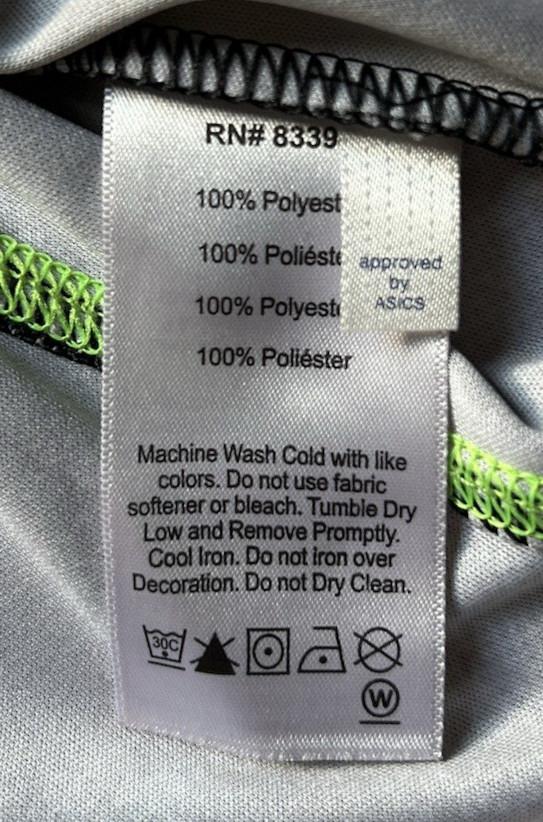 RN# 8339
100% Polyest
100% Poliéste
100% Polyeste
100% Poliéster
approved
by
ASICS
Machine Wash Cold with like
colors. Do not use fabric
softener or bleach. Tumble Dry
Low and Remove Promptly.
Cool Iron. Do not iron over
Decoration. Do not Dry Clean.
30C
W